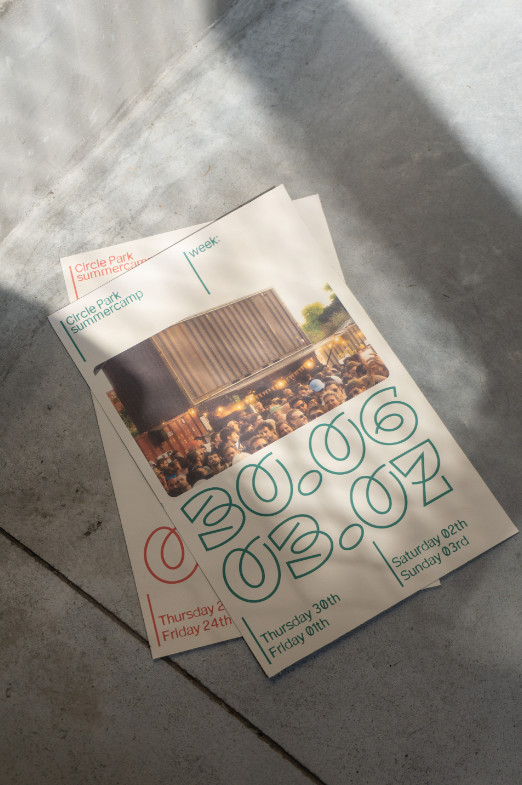 Circle Park
summercamp
week:
Circle Park
summercamp
30.06
03.07
Saturday 02th
Sunday 03rd
Thursday 30th
Friday 01th
Thursday 2
Friday 24th